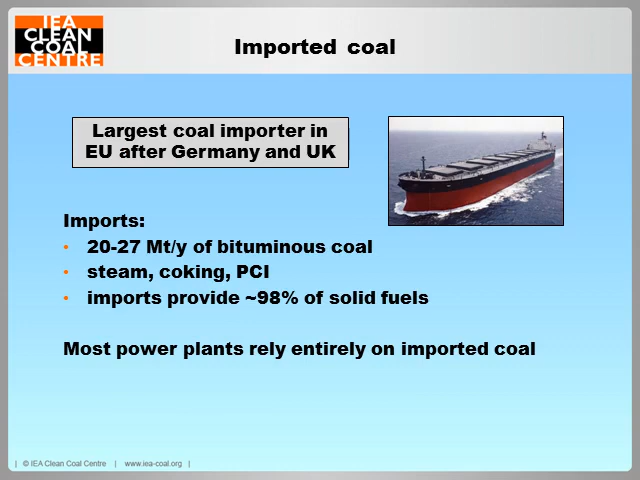 IEA
CLEAN
COAL
CENTRE
Imported coal
Largest coal importer in
EU after Germany and UK
Imports:
• 20-27 Mt/y of bituminous coal
• steam, coking, PCI
• imports provide ~98% of solid fuels
Most power plants rely entirely on imported coal
| © IEA Clean Coal Centre | www.iea-coal.org |